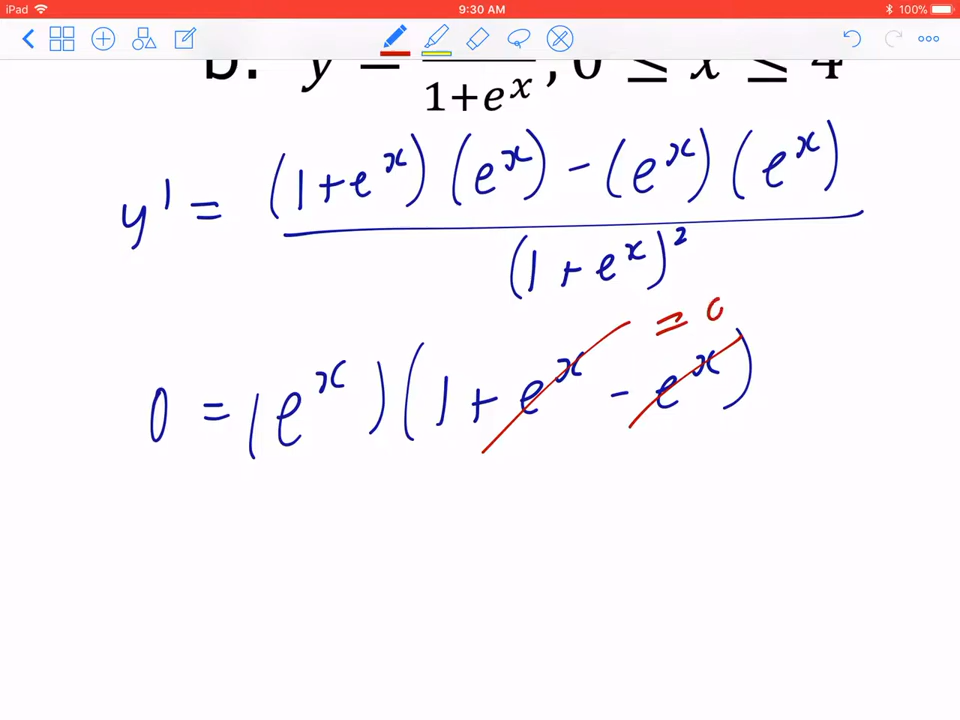 iPad 9:30 AM 100%
b. y = /1+e^x , 0 ≤ x ≤ 4
y' = (1+e^x)(e^x) - (e^x)(e^x) / (1+e^x)^2
= 0
0 = (e^x)(1+e^x - e^x)